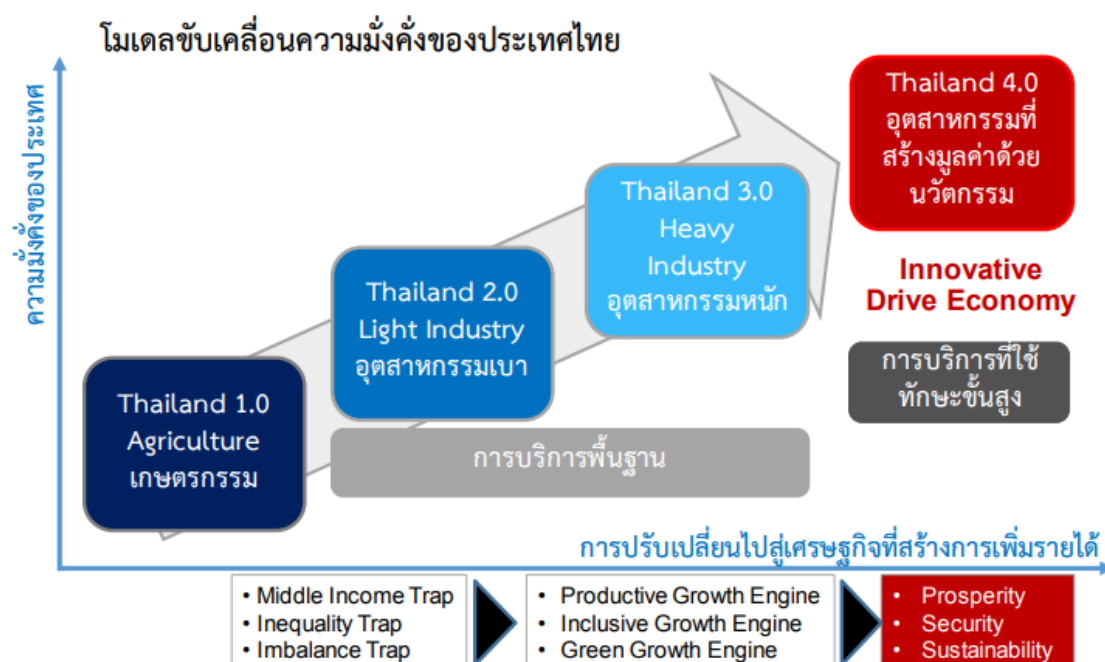 โมเดลขับเคลื่อนความมั่งคั่งของประเทศไทย
ความมั่งคั่งของประเทศ
Thailand 1.0
Agriculture
เกษตรกรรม
Thailand 2.0
Light Industry
อุตสาหกรรมเบา
Thailand 3.0
Heavy
Industry
อุตสาหกรรมหนัก
Thailand 4.0
อุตสาหกรรมที่
สร้างมูลค่าด้วย
นวัตกรรม
Innovative
Drive Economy
การบริการพื้นฐาน
การบริการที่ใช้
ทักษะขั้นสูง
การปรับเปลี่ยนไปสู่เศรษฐกิจที่สร้างการเพิ่มรายได้
• Middle Income Trap
• Inequality Trap
• Imbalance Trap
• Productive Growth Engine
• Inclusive Growth Engine
• Green Growth Engine
• Prosperity
• Security
• Sustainability